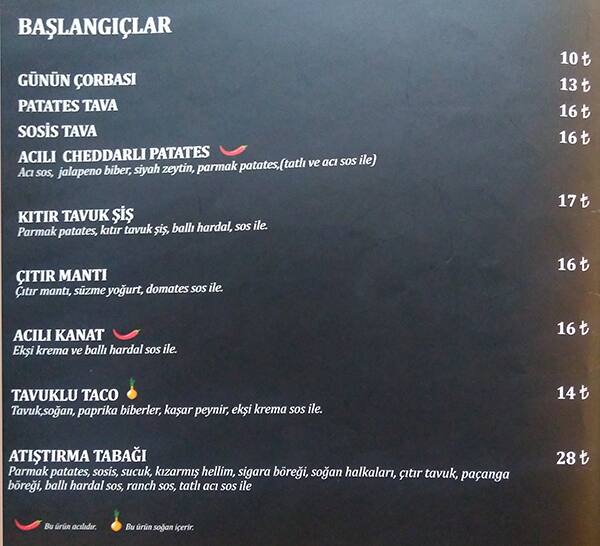 BAŞLANGIÇLAR
GÜNÜN ÇORBASI 10 ₺
PATATES TAVA 13 ₺
SOSİS TAVA 16 ₺
ACILI CHEDDARLI PATATES 16 ₺
Acı sos, jalapeno biber, siyah zeytin, parmak patates,(tatlı ve acı sos ile)
KITIR TAVUK ŞİŞ 17 ₺
Parmak patates, kıtır tavuk şiş, ballı hardal, sos ile.
ÇITIR MANTI 16 ₺
Çıtır mantı, süzme yoğurt, domates sos ile.
ACILI KANAT 16 ₺
Ekşi krema ve ballı hardal sos ile.
TAVUKLU TACO 14 ₺
Tavuk,soğan, paprika biberler, kaşar peynir, ekşi krema sos ile.
ATIŞTIRMA TABAĞI 28 ₺
Parmak patates, sosis, sucuk, kızarmış hellim, sigara böreği, soğan halkaları, çıtır tavuk, paçanga
böreği, ballı hardal sos, ranch sos, tatlı acı sos ile
Bu ürün acılıdır. Bu ürün soğan içerir.